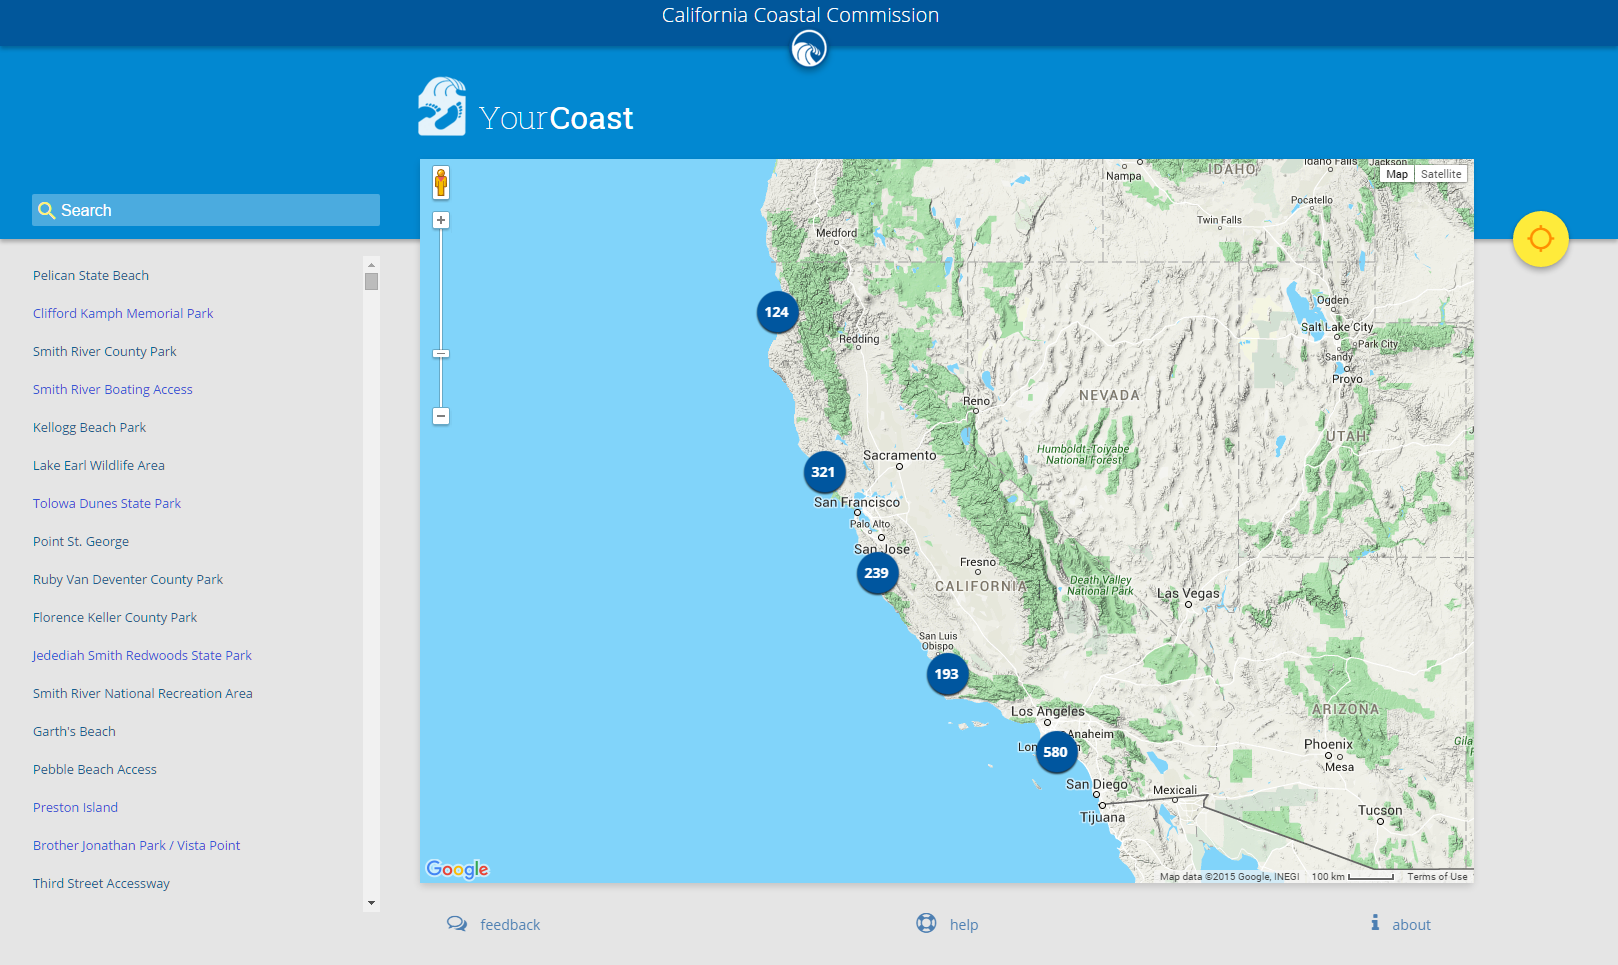 California Coastal Commission
YourCoast
Search
Pelican State Beach
Clifford Kamph Memorial Park
Smith River County Park
Smith River Boating Access
Kellogg Beach Park
Lake Earl Wildlife Area
Tolowa Dunes State Park
Point St. George
Ruby Van Deventer County Park
Florence Keller County Park
Jedediah Smith Redwoods State Park
Smith River National Recreation Area
Garth's Beach
Pebble Beach Access
Preston Island
Brother Jonathan Park / Vista Point
Third Street Accessway
Map
Satellite
IDAHO
Idaho Falls
Jackson
Nampa
Pocatello
Twin Falls
Medford
124
Ogden
Salt Lake City
Park City
Sandy
Provo
Redding
Reno
NEVADA
UTAH
Humboldt-Toiyabe
National Forest
Sacramento
321
San Francisco
Palo Alto
San Jose
239
Fresno
CALIFORNIA
Death Valley
National Park
Las Vegas
San Luis
Obispo
193
Los Angeles
Anaheim
580
ARIZONA
Phoenix
Mesa
Gila
San Diego
Mexicali
Tijuana
Tucson
Google
Map data ©2015 Google, INEGI
100 km
Terms of Use
feedback
help
about